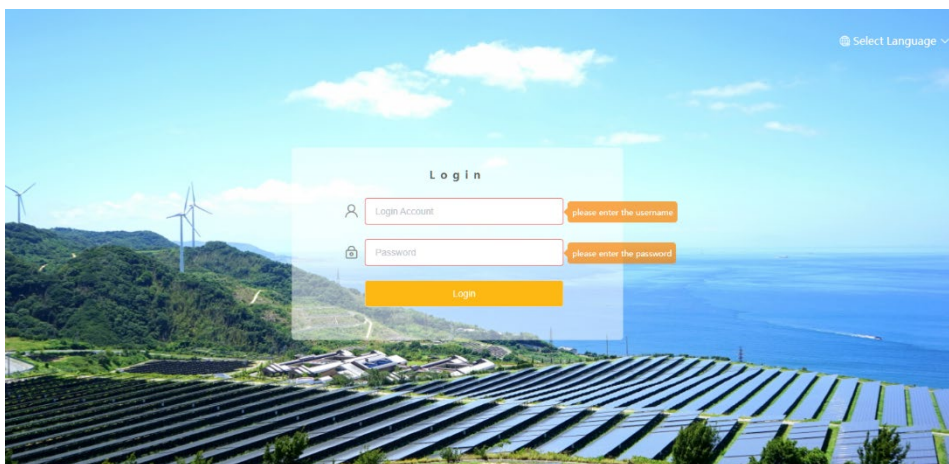 Select Language
Login
Login Account
please enter the username
Password
please enter the password
Login